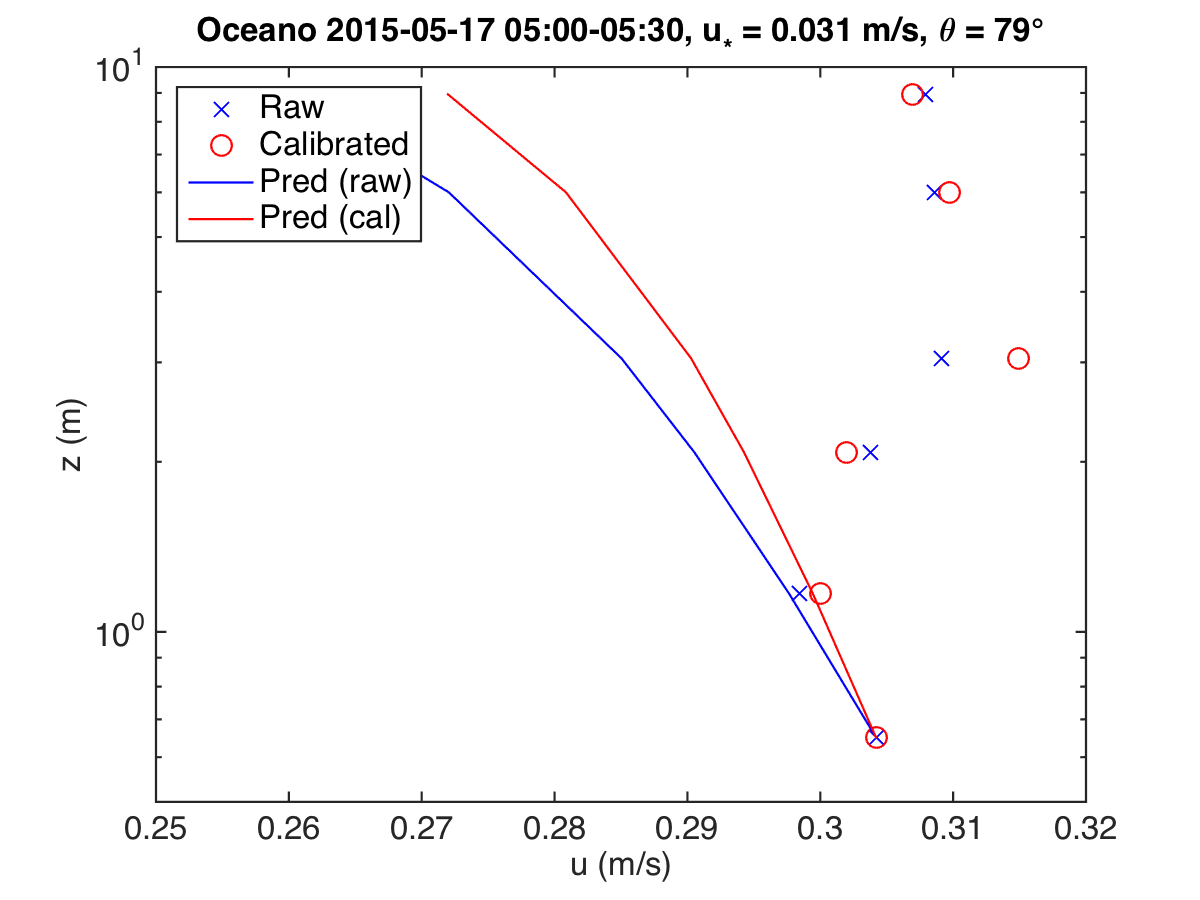 Oceano 2015-05-17 05:00-05:30, u* = 0.031 m/s, θ = 79°
10^1
Raw
Calibrated
Pred (raw)
Pred (cal)
z (m)
10^0
0.25 0.26 0.27 0.28 0.29 0.3 0.31 0.32
u (m/s)